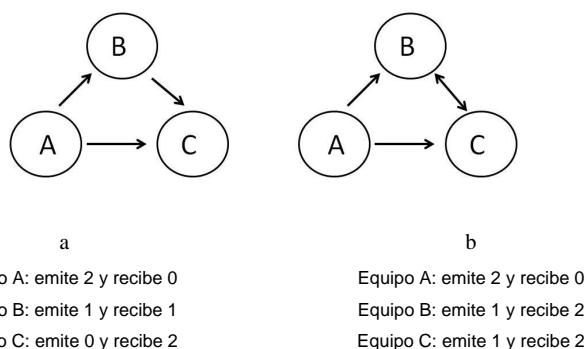 B
B
A
C
A
C
a
b
A: emite 2 y recibe 0
Equipo A: emite 2 y recibe 0
B: emite 1 y recibe 1
Equipo B: emite 1 y recibe 2
C: emite 0 y recibe 2
Equipo C: emite 1 y recibe 2